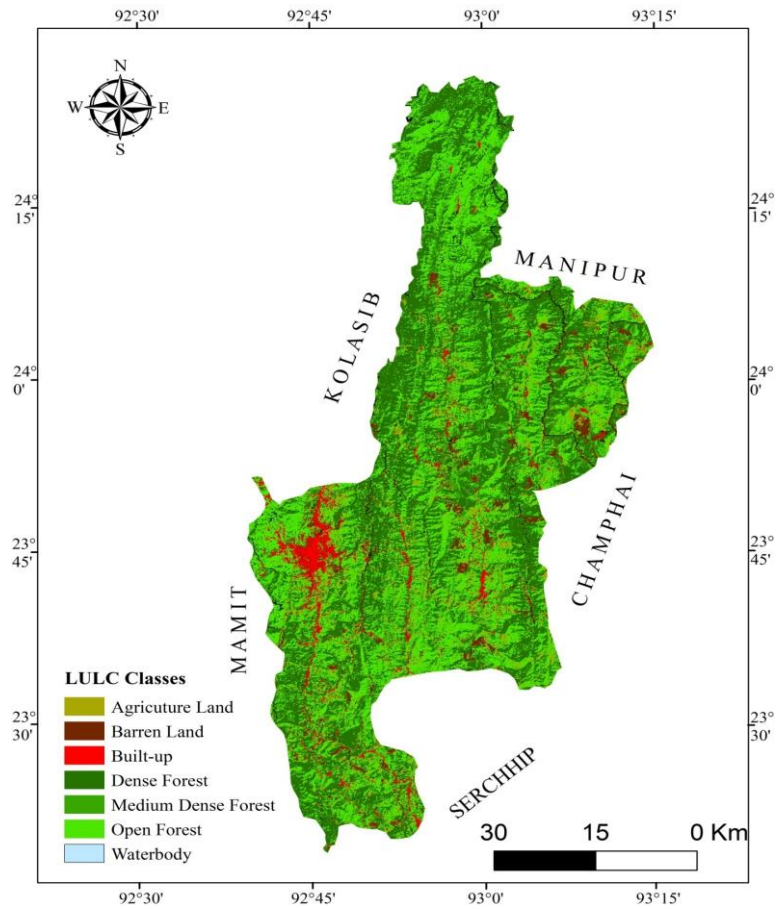 92°30' 92°45' 93°0' 93°15'
N
W E
S
24°
15'
24°
15'
MANIPUR
KOLASIB
24°
0'
24°
0'
CHAMPHAI
23°
45'
23°
45'
MAMIT
LULC Classes
Agricuture Land
Barren Land
Built-up
Dense Forest
Medium Dense Forest
Open Forest
Waterbody
23°
30'
23°
30'
SERCHHIP
30 15 0 Km
92°30' 92°45' 93°0' 93°15'